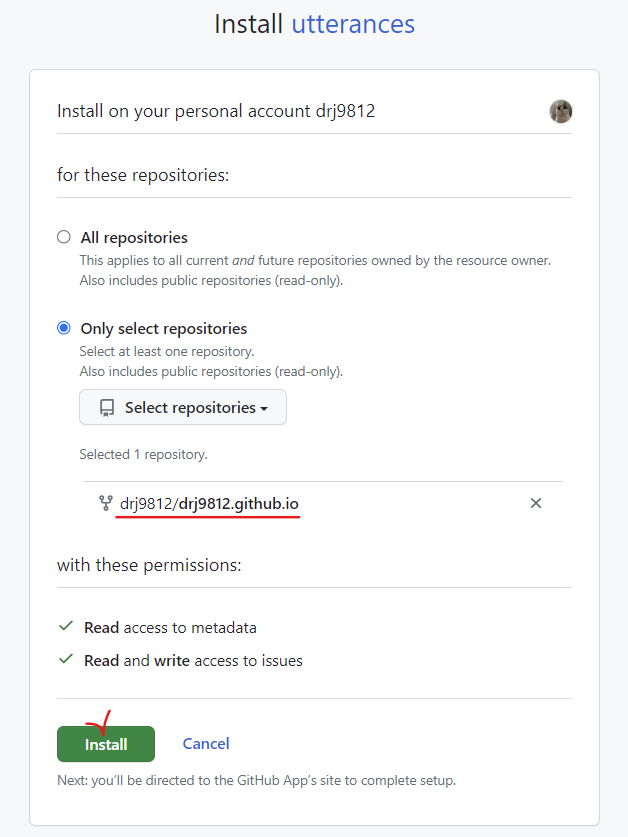 Install utterances
Install on your personal account drj9812
for these repositories:
All repositories
This applies to all current and future repositories owned by the resource owner.
Also includes public repositories (read-only).
Only select repositories
Select at least one repository.
Also includes public repositories (read-only).
Select repositories
Selected 1 repository.
drj9812/drj9812.github.io
with these permissions:
Read access to metadata
Read and write access to issues
Install Cancel
Next: you’ll be directed to the GitHub App’s site to complete setup.